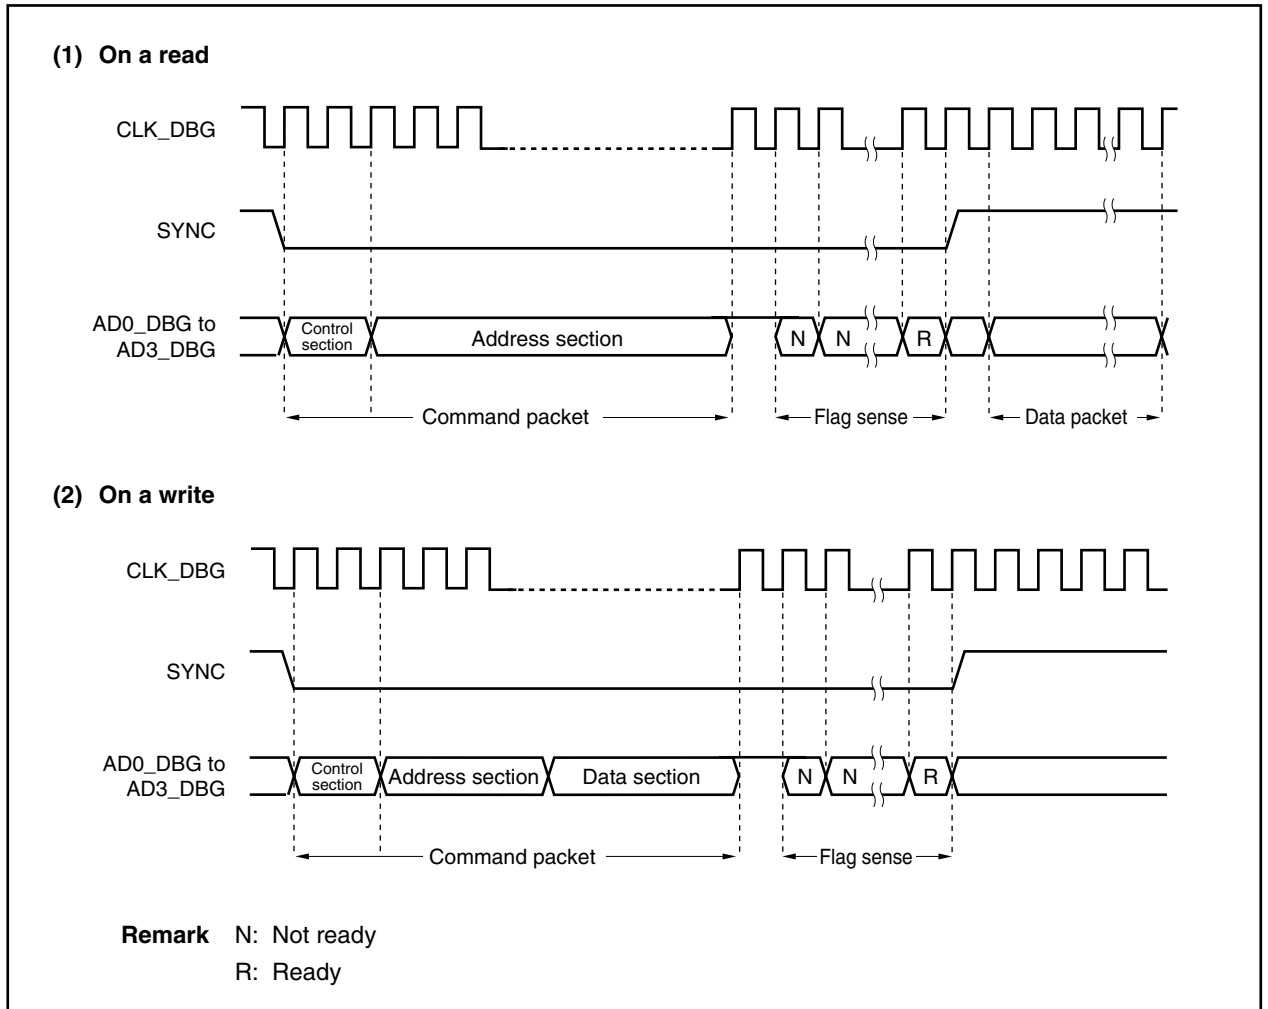 (1) On a read
CLK_DBG
SYNC
AD0_DBG to
AD3_DBG
Control
section
Address section
N
N
R
Command packet
Flag sense
Data packet
(2) On a write
CLK_DBG
SYNC
AD0_DBG to
AD3_DBG
Control
section
Address section
Data section
N
N
R
Command packet
Flag sense
Remark N: Not ready
R: Ready